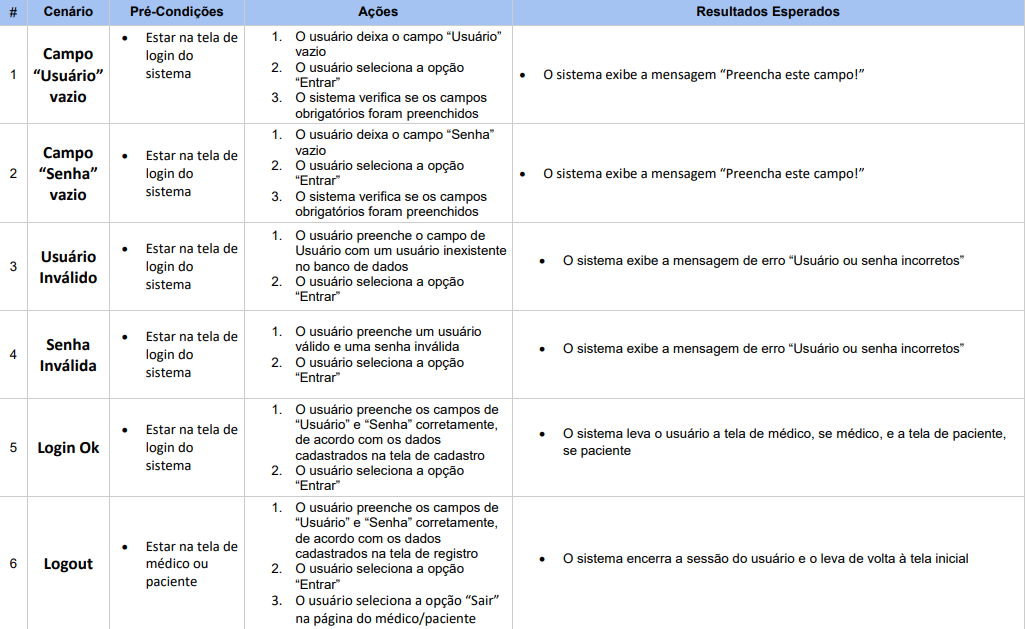 # Cenário Pré-Condições Ações Resultados Esperados
1
Campo
“Usuário”
vazio
• Estar na tela de
login do
sistema
1. O usuário deixa o campo “Usuário”
vazio
2. O usuário seleciona a opção
“Entrar”
3. O sistema verifica se os campos
obrigatórios foram preenchidos
• O sistema exibe a mensagem “Preencha este campo!”
2
Campo
“Senha”
vazio
• Estar na tela de
login do
sistema
1. O usuário deixa o campo “Senha”
vazio
2. O usuário seleciona a opção
“Entrar”
3. O sistema verifica se os campos
obrigatórios foram preenchidos
• O sistema exibe a mensagem “Preencha este campo!”
3
Usuário
Inválido
• Estar na tela de
login do
sistema
1. O usuário preenche o campo de
Usuário com um usuário inexistente
no banco de dados
2. O usuário seleciona a opção
“Entrar”
• O sistema exibe a mensagem de erro “Usuário ou senha incorretos”
4
Senha
Inválida
• Estar na tela de
login do
sistema
1. O usuário preenche um usuário
válido e uma senha inválida
2. O usuário seleciona a opção
“Entrar”
• O sistema exibe a mensagem de erro “Usuário ou senha incorretos”
5
Login Ok
• Estar na tela de
login do
sistema
1. O usuário preenche os campos de
“Usuário” e “Senha” corretamente,
de acordo com os dados
cadastrados na tela de cadastro
2. O usuário seleciona a opção
“Entrar”
• O sistema leva o usuário a tela de médico, se médico, e a tela de paciente,
se paciente
6
Logout
• Estar na tela de
médico ou
paciente
1. O usuário preenche os campos de
“Usuário” e “Senha” corretamente,
de acordo com os dados
cadastrados na tela de registro
2. O usuário seleciona a opção
“Entrar”
3. O usuário seleciona a opção “Sair”
na página do médico/paciente
• O sistema encerra a sessão do usuário e o leva de volta à tela inicial